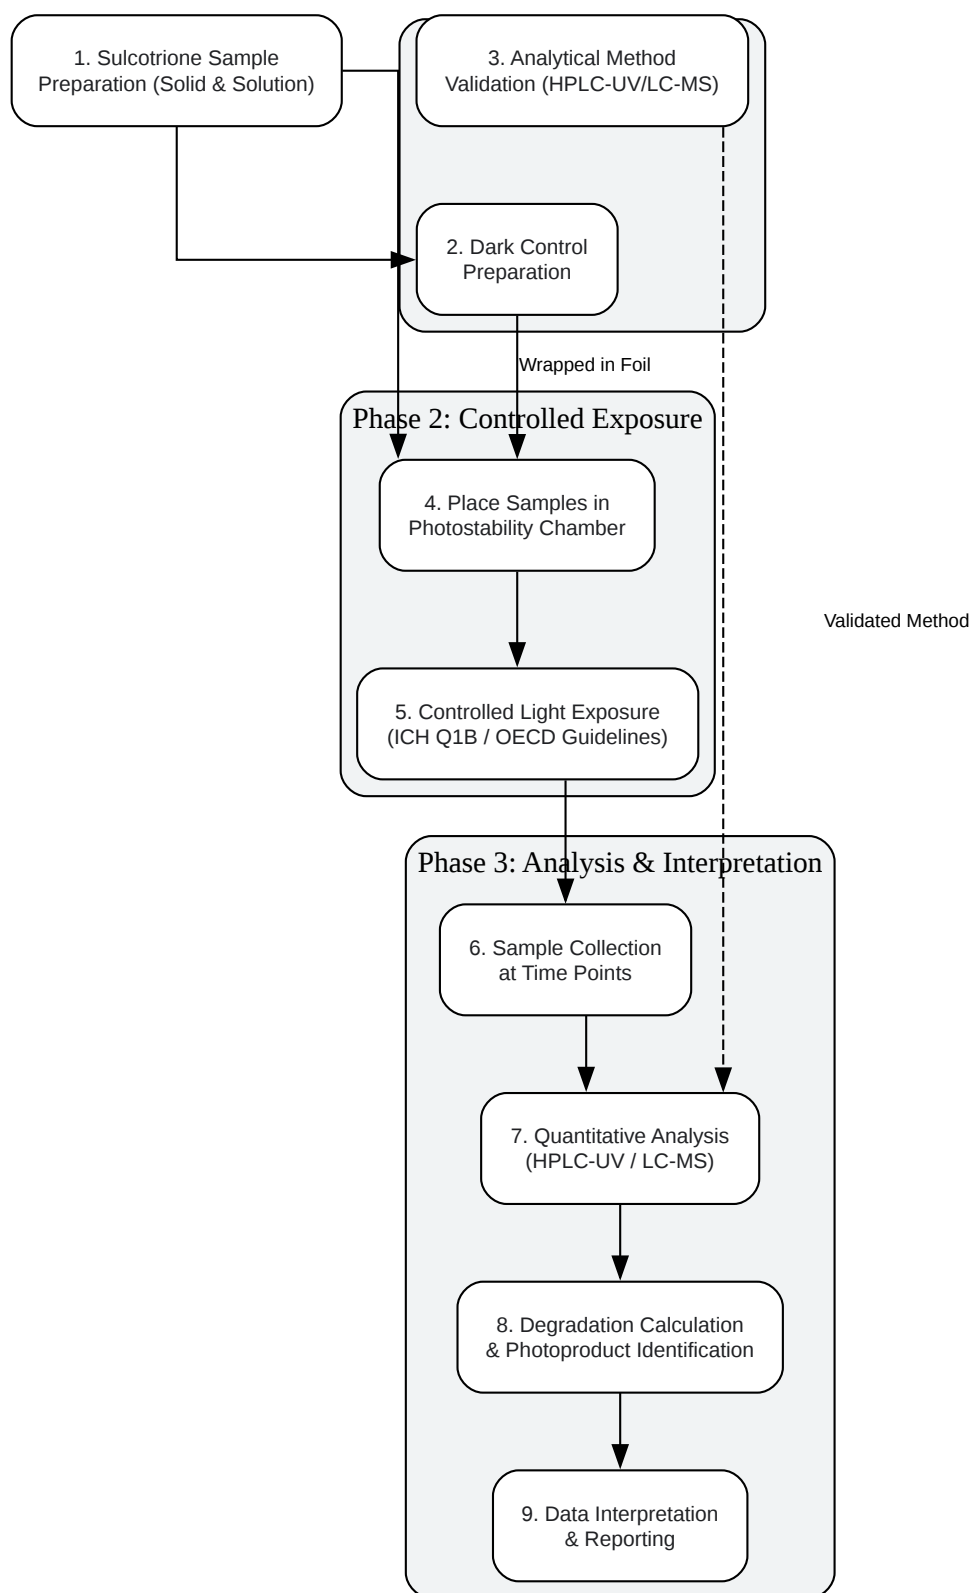 1. Sulcotrione Sample
Preparation (Solid & Solution)
3. Analytical Method
Validation (HPLC-UV/LC-MS)
2. Dark Control
Preparation
Wrapped in Foil
Phase 2: Controlled Exposure
4. Place Samples in
Photostability Chamber
Validated Method
5. Controlled Light Exposure
(ICH Q1B / OECD Guidelines)
Phase 3: Analysis & Interpretation
6. Sample Collection
at Time Points
7. Quantitative Analysis
(HPLC-UV / LC-MS)
8. Degradation Calculation
& Photoproduct Identification
9. Data Interpretation
& Reporting